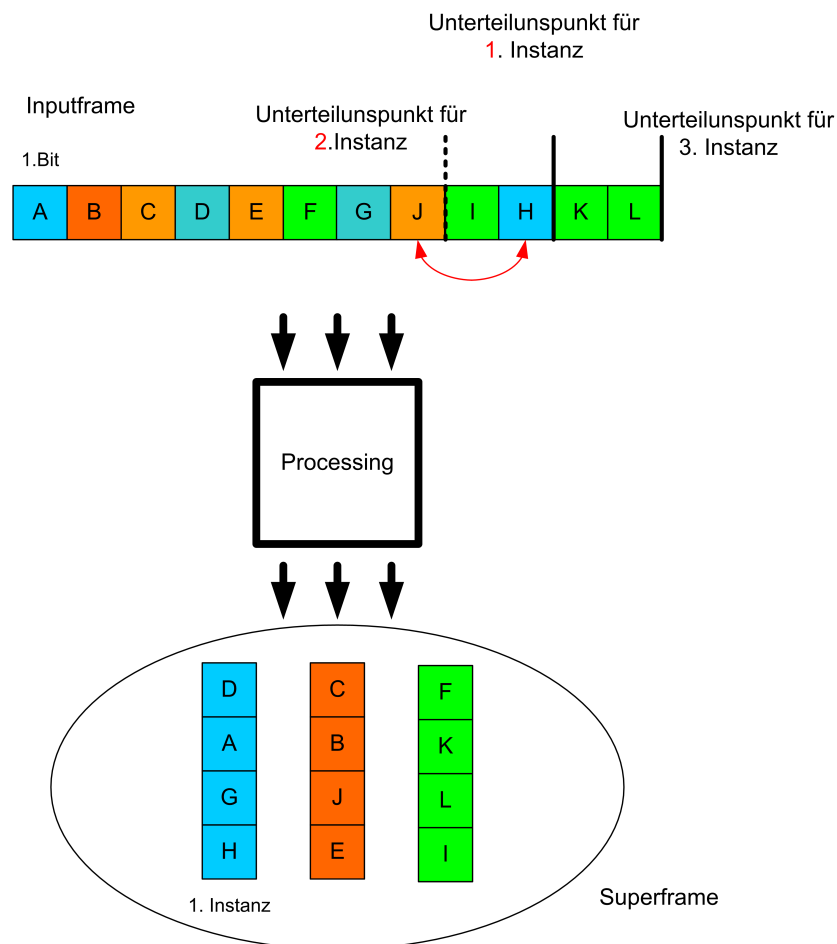 Unterteilunspunkt für
1. Instanz
Inputframe
Unterteilunspunkt für
2.Instanz
Unterteilunspunkt für
3. Instanz
1.Bit
A B C D E F G J I H K L
Processing
D C F
A B K
G J L
H E I
1. Instanz
Superframe